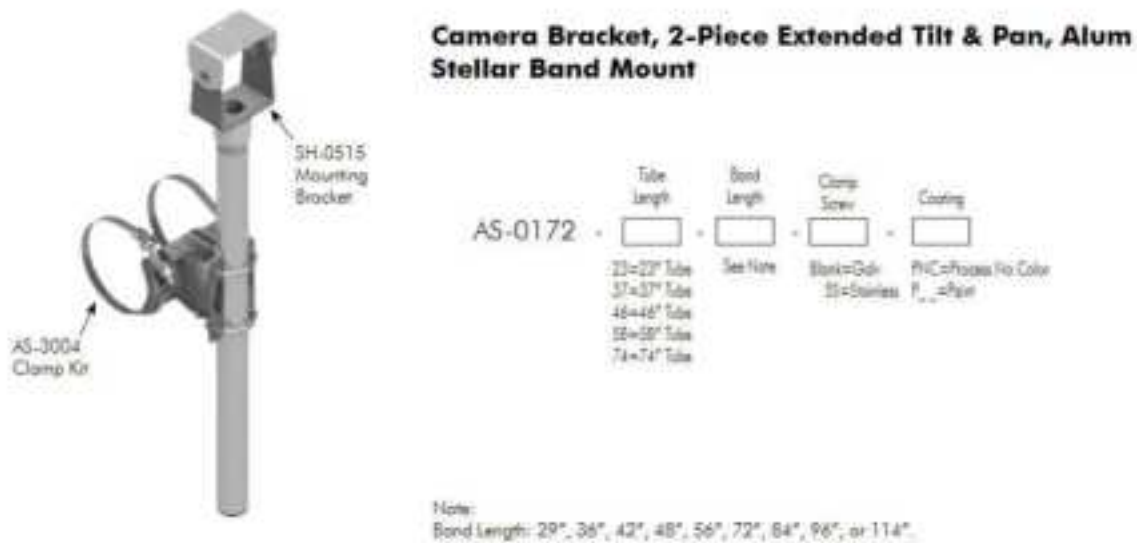 Camera Bracket, 2-Piece Extended Tilt & Pan, Alum
Stellar Band Mount
SH-0515
Mounting
Bracket
AS-3004
Clamp Kit
Tube
Length
Band
Length
Clamp
Screw
Coating
AS-0172 - - - -
23=23" Tube
37=37" Tube
46=46" Tube
58=58" Tube
74=74" Tube
See Note
Blank=Galv
SS=Stainless
PNC=Process No Color
P_ _=Paint
Note:
Band Length: 29", 36", 42", 48", 56", 72", 84", 96", or 114".